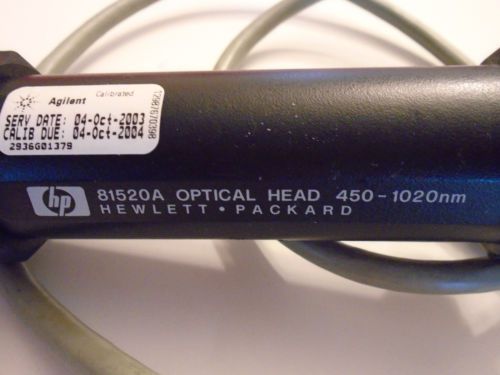 Calibrated
Agilent
SERV DATE: 04-Oct-2003
CALIB DUE: 04-Oct-2004
2936G01379
hp 81520A OPTICAL HEAD 450-1020nm
HEWLETT • PACKARD